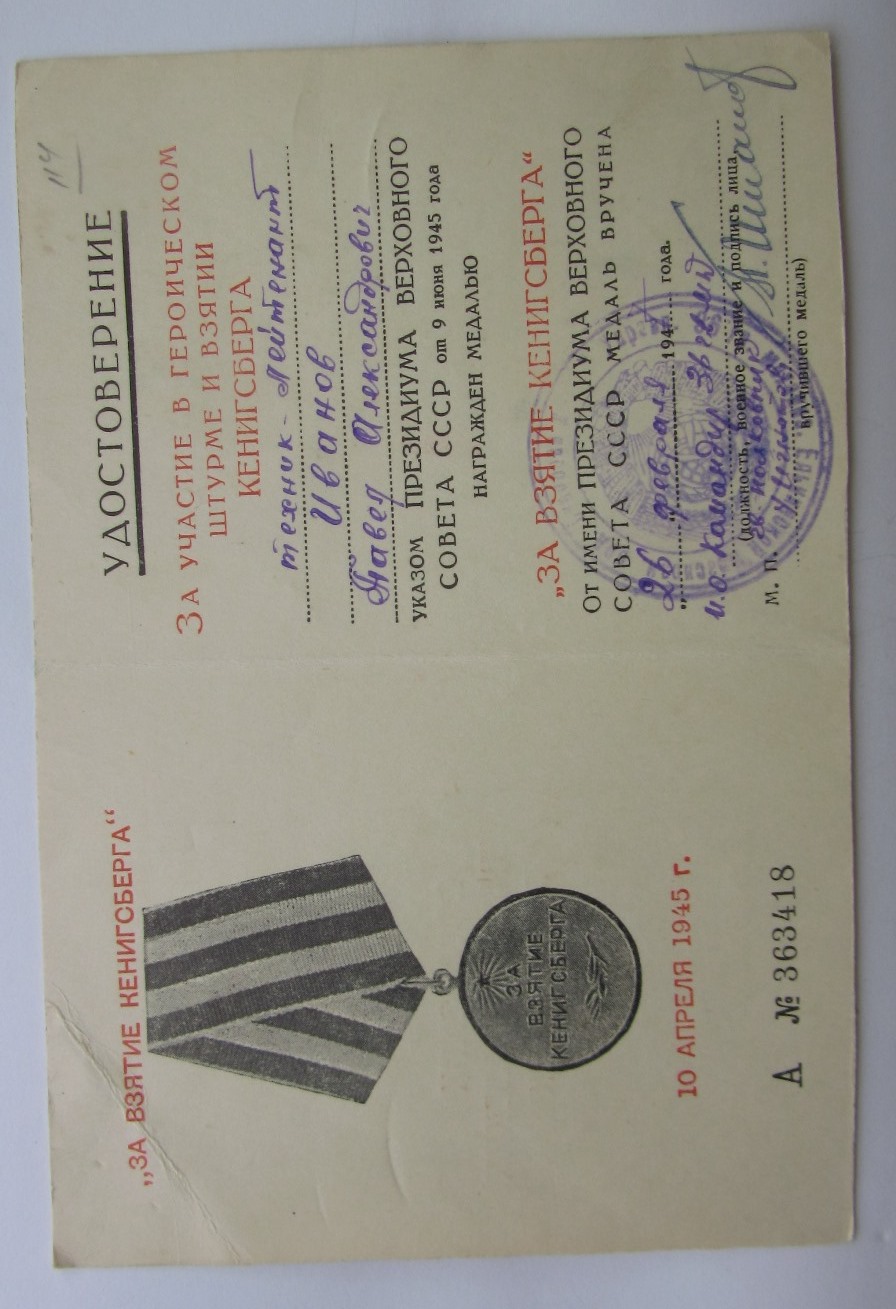 „ЗА ВЗЯТИЕ КЕНИГСБЕРГА“
ЗА
ВЗЯТИЕ
КЕНИГСБЕРГА
10 АПРЕЛЯ 1945 г.
А № 363418
114
УДОСТОВЕРЕНИЕ
ЗА УЧАСТИЕ В ГЕРОИЧЕСКОМ
ШТУРМЕ И ВЗЯТИИ
КЕНИГСБЕРГА
техник-лейтенант
Иванов
Павел Александрович
УКАЗОМ ПРЕЗИДИУМА ВЕРХОВНОГО
СОВЕТА СССР от 9 июня 1945 года
НАГРАЖДЕН МЕДАЛЬЮ
„ЗА ВЗЯТИЕ КЕНИГСБЕРГА“
ОТ ИМЕНИ ПРЕЗИДИУМА ВЕРХОВНОГО
СОВЕТА СССР МЕДАЛЬ ВРУЧЕНА
„26 февраля 194 года.
и.о. командир
(должность, военное звание и подпись лица,
М. П. вручившего медаль)